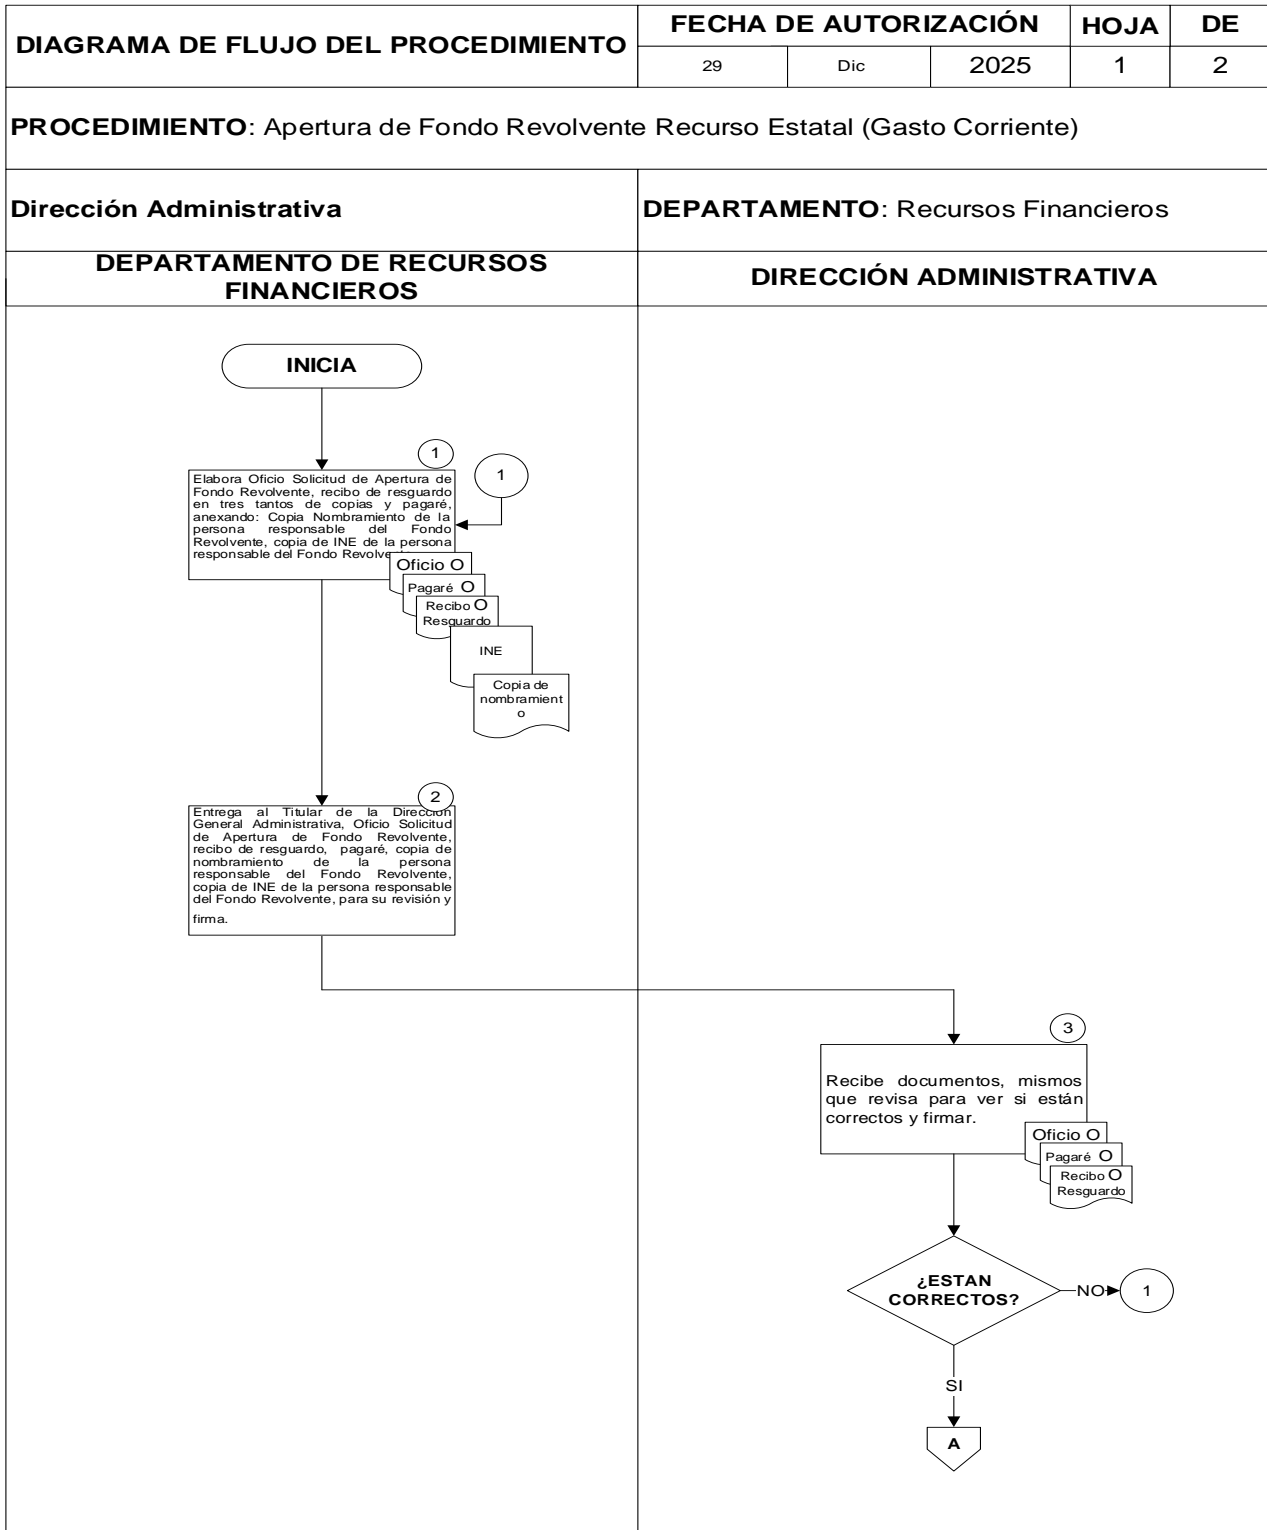 DIAGRAMA DE FLUJO DEL PROCEDIMIENTO
FECHA DE AUTORIZACIÓN
HOJA
DE
29
Dic
2025
1
2
PROCEDIMIENTO: Apertura de Fondo Revolvente Recurso Estatal (Gasto Corriente)
Dirección Administrativa
DEPARTAMENTO: Recursos Financieros
DEPARTAMENTO DE RECURSOS
FINANCIEROS
DIRECCIÓN ADMINISTRATIVA
INICIA
1
1
Elabora Oficio Solicitud de Apertura de
Fondo Revolvente, recibo de resguardo
en tres tantos de copias y pagaré,
anexando: Copia Nombramiento de la
persona responsable del Fondo
Revolvente, copia de INE de la persona
responsable del Fondo Revolvente
Oficio O
Pagaré O
Recibo O
Resguardo
INE
Copia de
nombramient
o
2
Entrega al Titular de la Dirección
General Administrativa, Oficio Solicitud
de Apertura de Fondo Revolvente,
recibo de resguardo, pagaré, copia de
nombramiento de la persona
responsable del Fondo Revolvente,
copia de INE de la persona responsable
del Fondo Revolvente, para su revisión y
firma.
3
Recibe documentos, mismos
que revisa para ver si están
correctos y firmar.
Oficio O
Pagaré O
Recibo O
Resguardo
¿ESTAN
CORRECTOS?
NO
1
SI
A